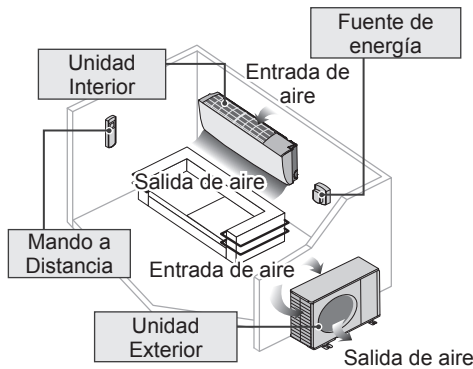 Fuente de
energía
Unidad
Interior
Entrada de
aire
Salida de aire
Mando a
Distancia
Entrada de aire
Unidad
Exterior
Salida de aire